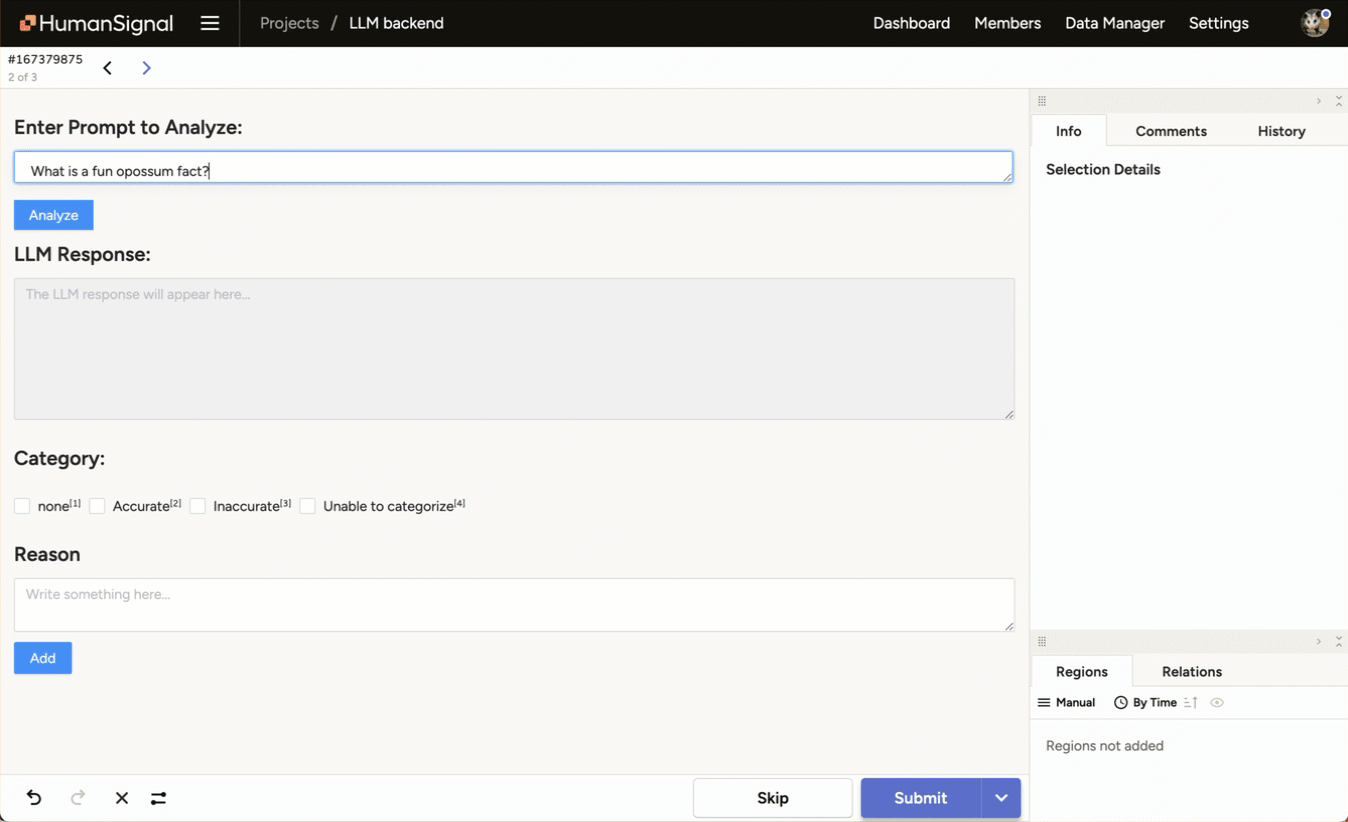 HumanSignal Projects / LLM backend Dashboard Members Data Manager Settings
#167379875
2 of 3
Enter Prompt to Analyze:
What is a fun opossum fact?
Analyze
LLM Response:
The LLM response will appear here...
Category:
none[1] Accurate[2] Inaccurate[3] Unable to categorize[4]
Reason
Write something here...
Add
Skip Submit
Info Comments History
Selection Details
Regions Relations
Manual By Time
Regions not added